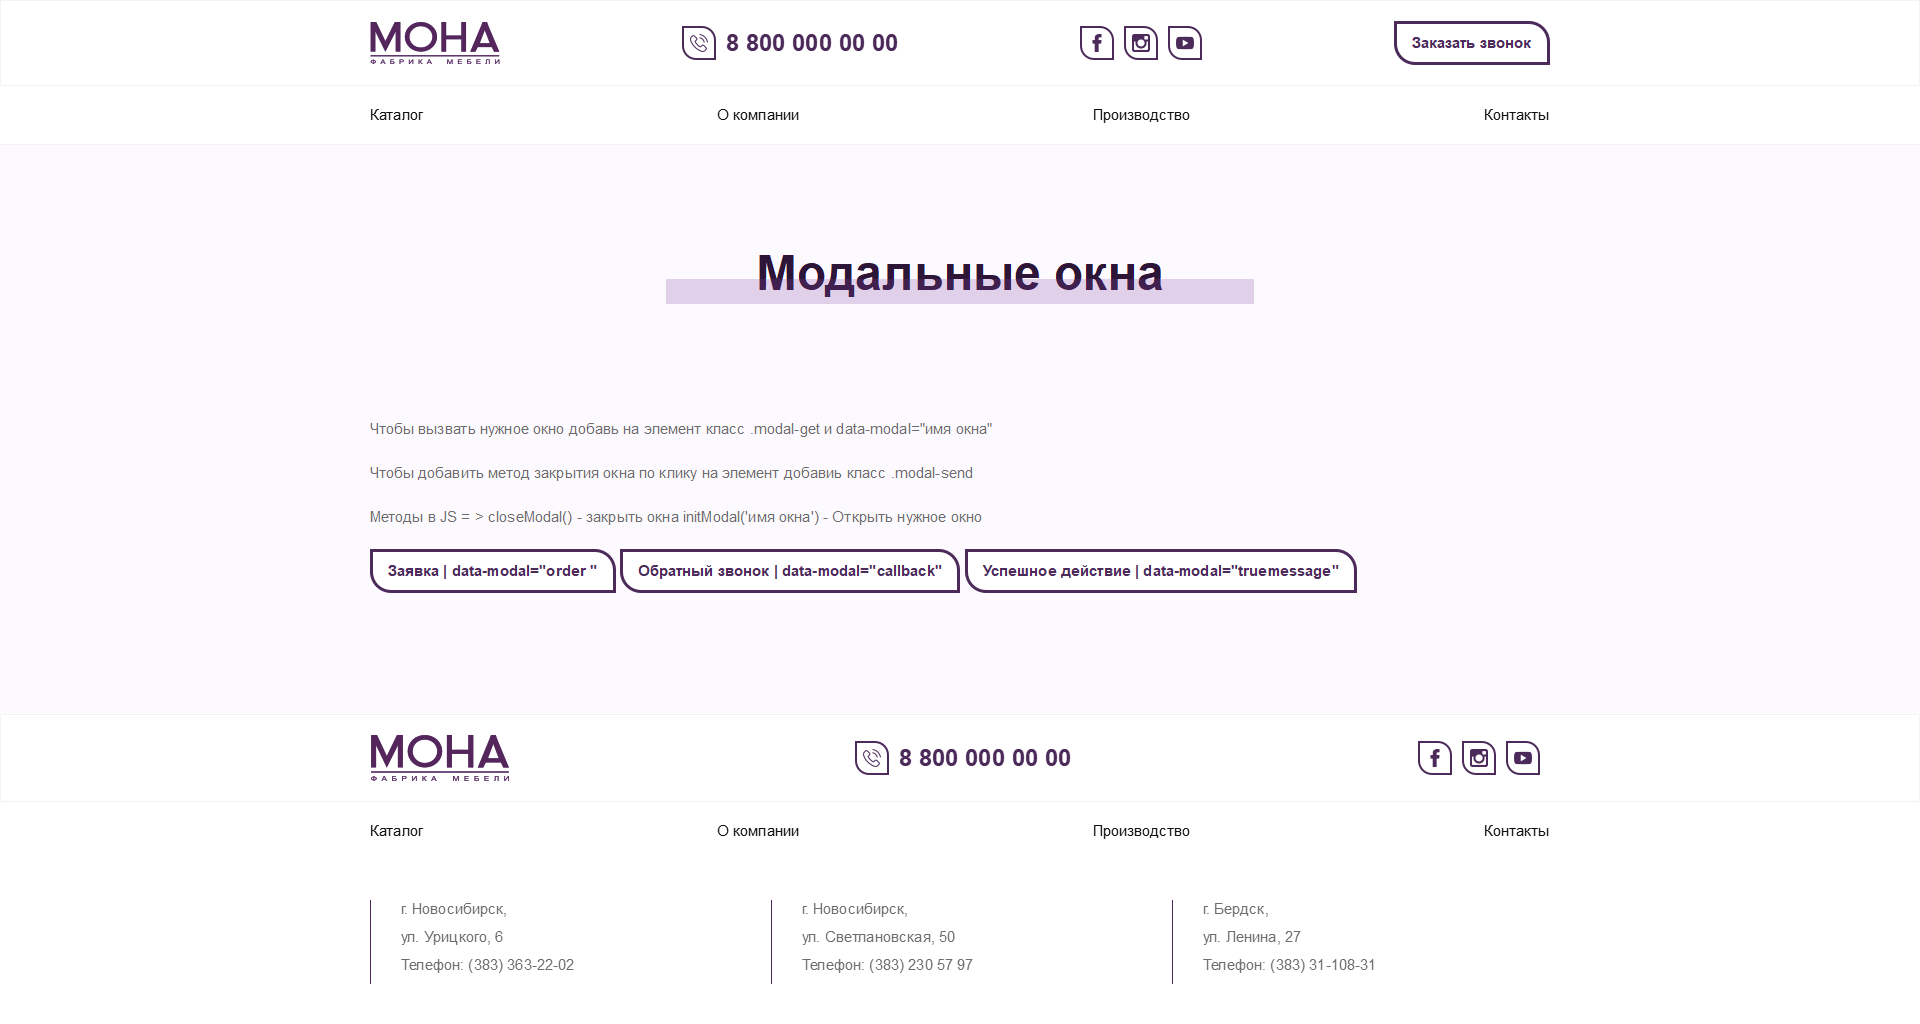 МОНА
ФАБРИКА МЕБЕЛИ
8 800 000 00 00
Заказать звонок
Каталог
О компании
Производство
Контакты
Модальные окна
Чтобы вызвать нужное окно добавь на элемент класс .modal-get и data-modal="имя окна"
Чтобы добавить метод закрытия окна по клику на элемент добавиь класс .modal-send
Методы в JS = > closeModal() - закрыть окна initModal('имя окна') - Открыть нужное окно
Заявка | data-modal="order "
Обратный звонок | data-modal="callback"
Успешное действие | data-modal="truemessage"
МОНА
ФАБРИКА МЕБЕЛИ
8 800 000 00 00
Каталог
О компании
Производство
Контакты
г. Новосибирск,
ул. Урицкого, 6
Телефон: (383) 363-22-02
г. Новосибирск,
ул. Светлановская, 50
Телефон: (383) 230 57 97
г. Бердск,
ул. Ленина, 27
Телефон: (383) 31-108-31